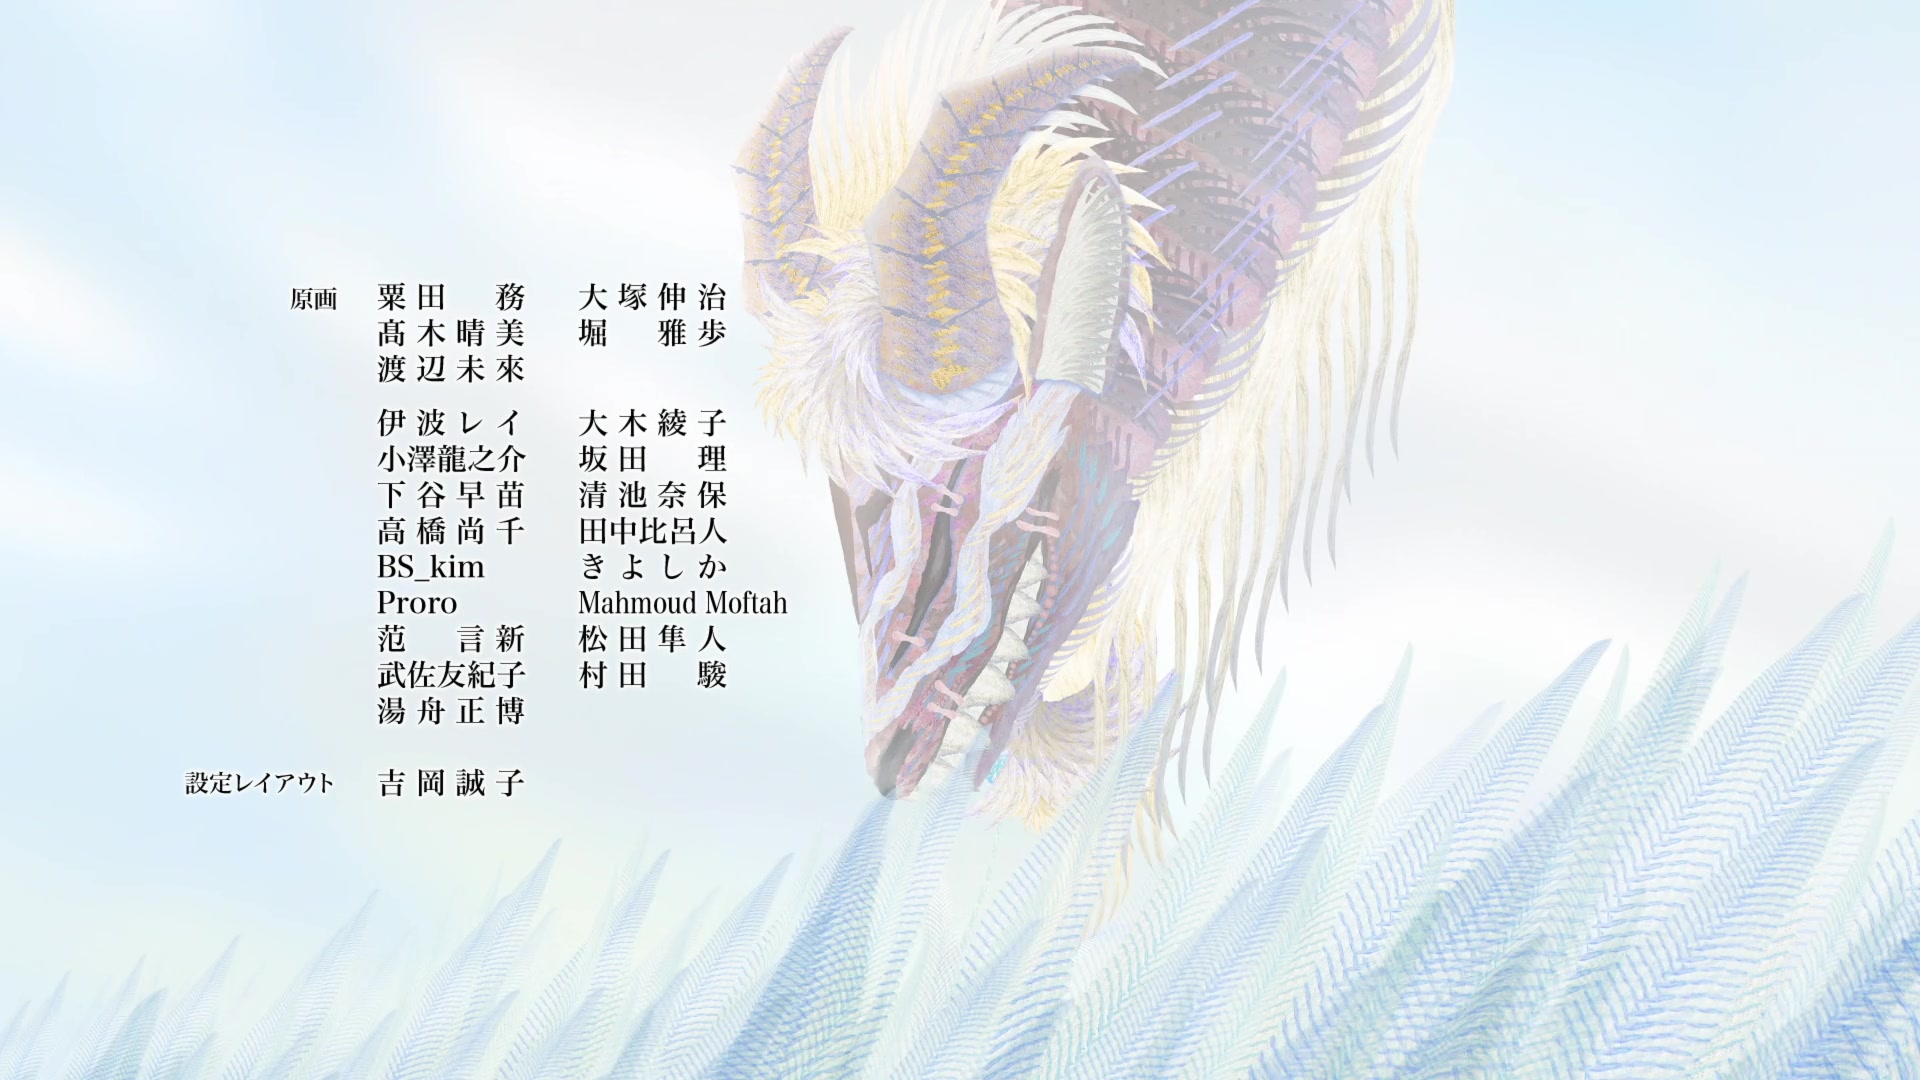 原画 粟田 務 大塚伸治
髙木晴美 堀 雅歩
渡辺未來
伊波レイ 大木綾子
小澤龍之介 坂田 理
下谷早苗 清池奈保
高橋尚千 田中比呂人
BS_kim きよしか
Proro Mahmoud Moftah
范 言新 松田隼人
武佐友紀子 村田 駿
湯舟正博
設定レイアウト 吉岡誠子